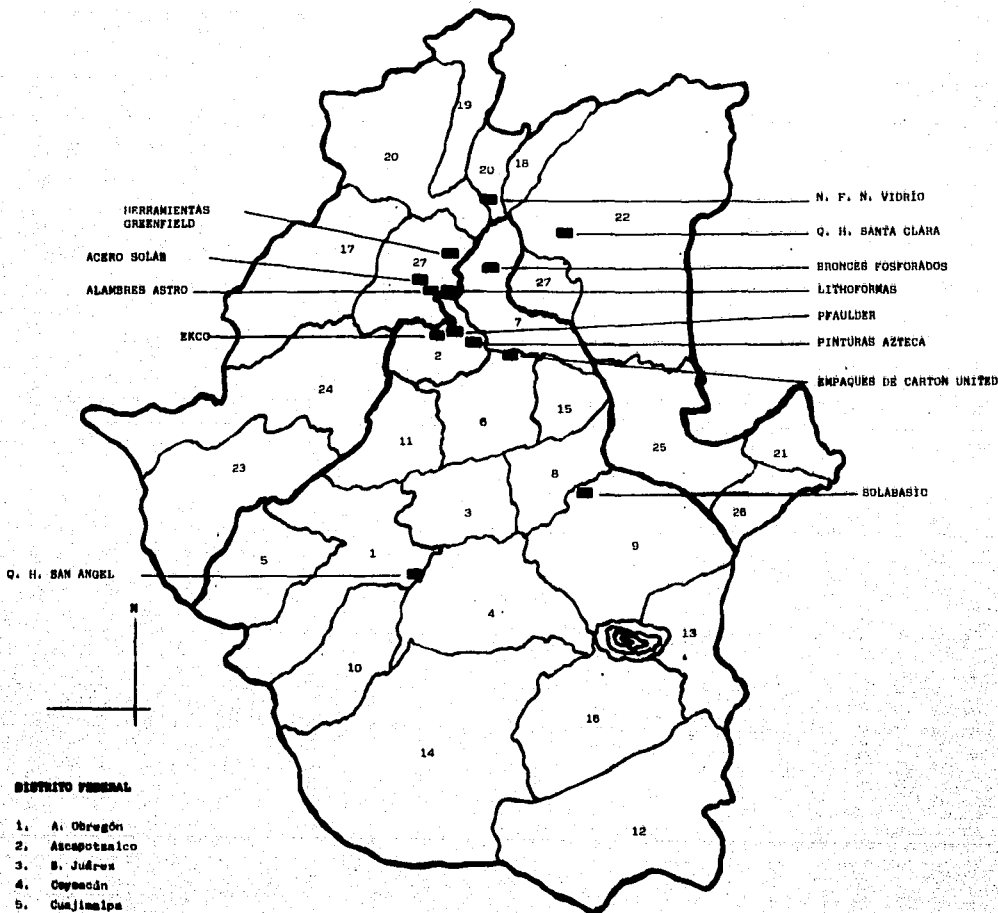 19
20
20
18
HERRAMIENTAS
GREENFIELD
N. F. N. VIDRIO
22
Q. H. SANTA CLARA
17
ACERO SOLAR
27
BRONCES FOSFORADOS
27
ALAMBRES ASTRO
LITHOFORMAS
7
PFAULDER
EKCO
2
PINTURAS AZTECA
EMPAQUES DE CARTON UNITED
24
15
6
11
25
21
23
8
SOLABASIC
3
26
9
5
1
Q. H. SAN ANGEL
4
N
13
10
16
14
DISTRITO FEDERAL
12
1. A. Obregón
2. Azcapotzalco
3. B. Juárez
4. Coyoacán
5. Cuajimalpa